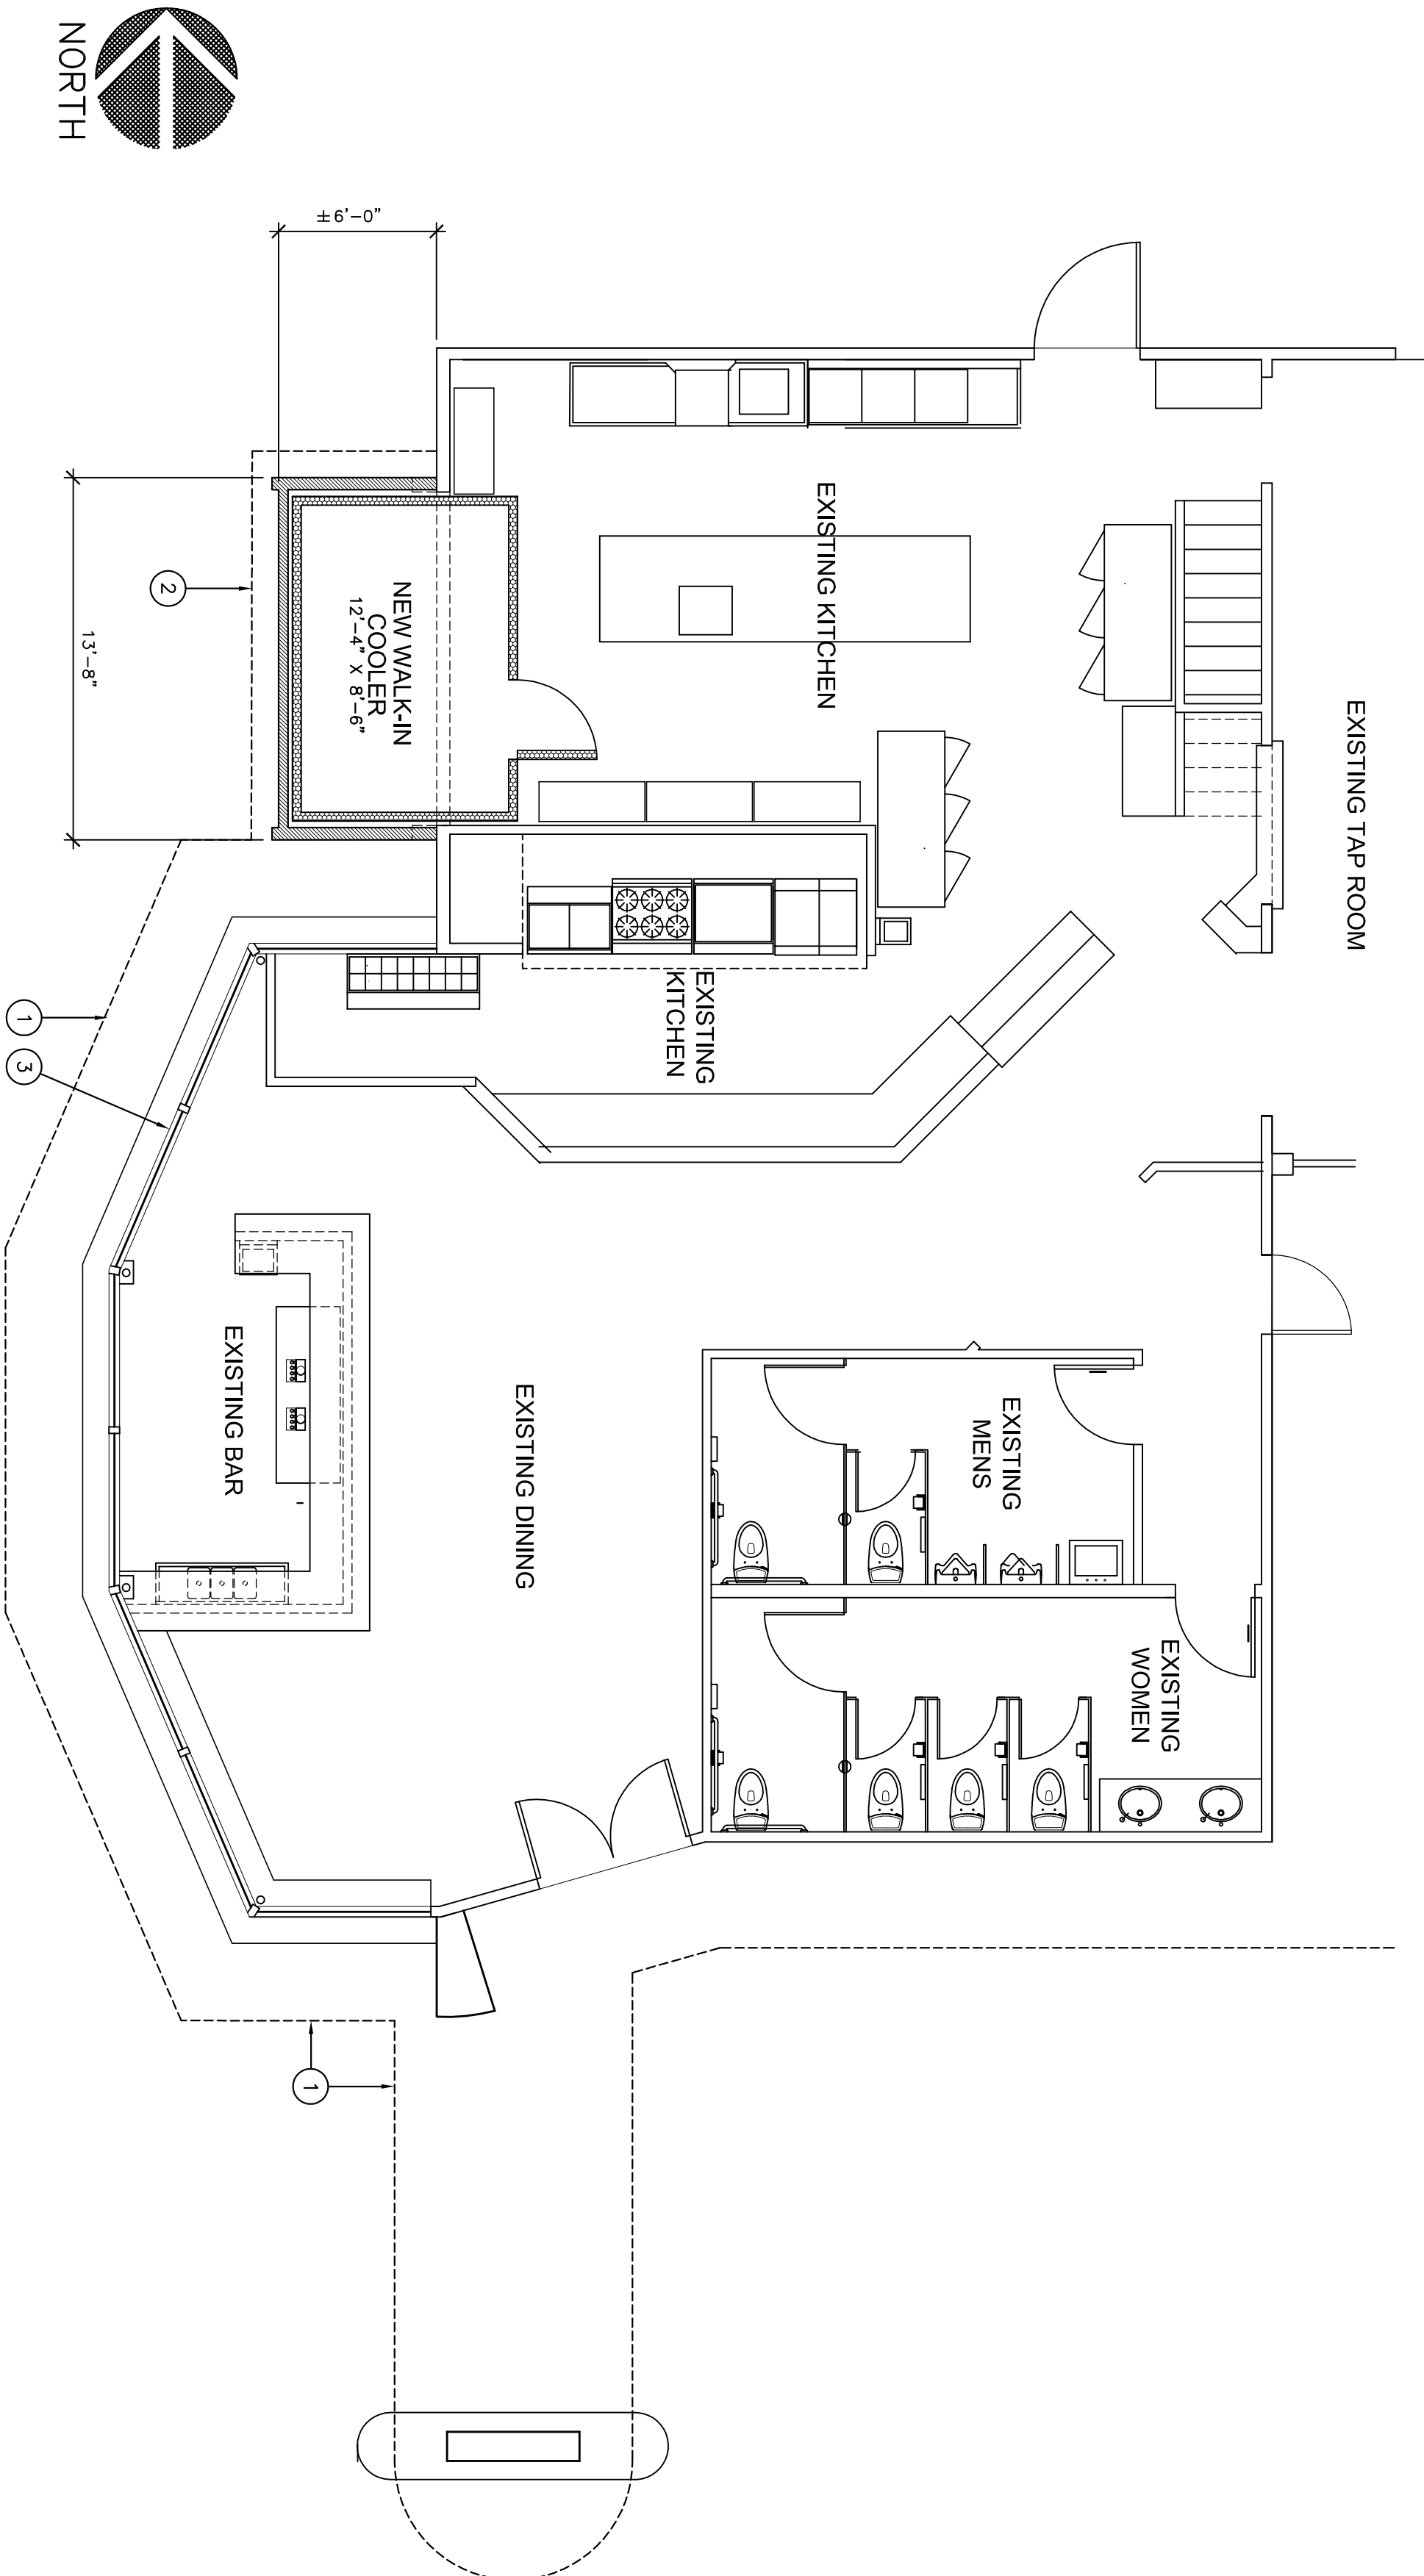 NORTH
±6'-0"
13'-8"
2
NEW WALK-IN
COOLER
12'-4" X 8'-6"
EXISTING KITCHEN
EXISTING TAP ROOM
EXISTING
KITCHEN
1
3
EXISTING BAR
EXISTING DINING
EXISTING
MENS
EXISTING
WOMEN
1